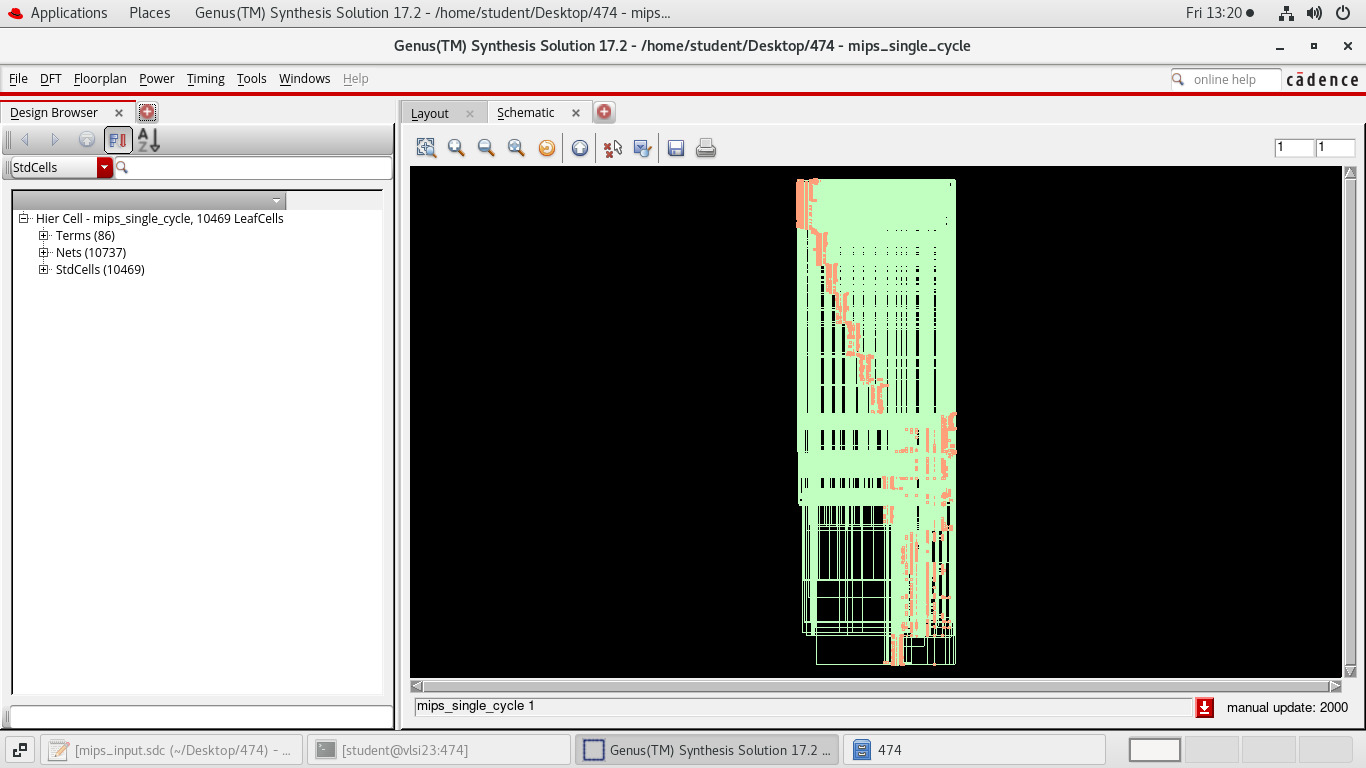 Applications Places Genus(TM) Synthesis Solution 17.2 - /home/student/Desktop/474 - mips... Fri 13:20
Genus(TM) Synthesis Solution 17.2 - /home/student/Desktop/474 - mips_single_cycle
File DFT Floorplan Power Timing Tools Windows Help online help cādence
Design Browser Layout Schematic
StdCells 1 1
Hier Cell - mips_single_cycle, 10469 LeafCells
Terms (86)
Nets (10737)
StdCells (10469)
mips_single_cycle 1 manual update: 2000
[mips_input.sdc (~/Desktop/474) - ... [student@vlsi23:474] Genus(TM) Synthesis Solution 17.2 ... 474